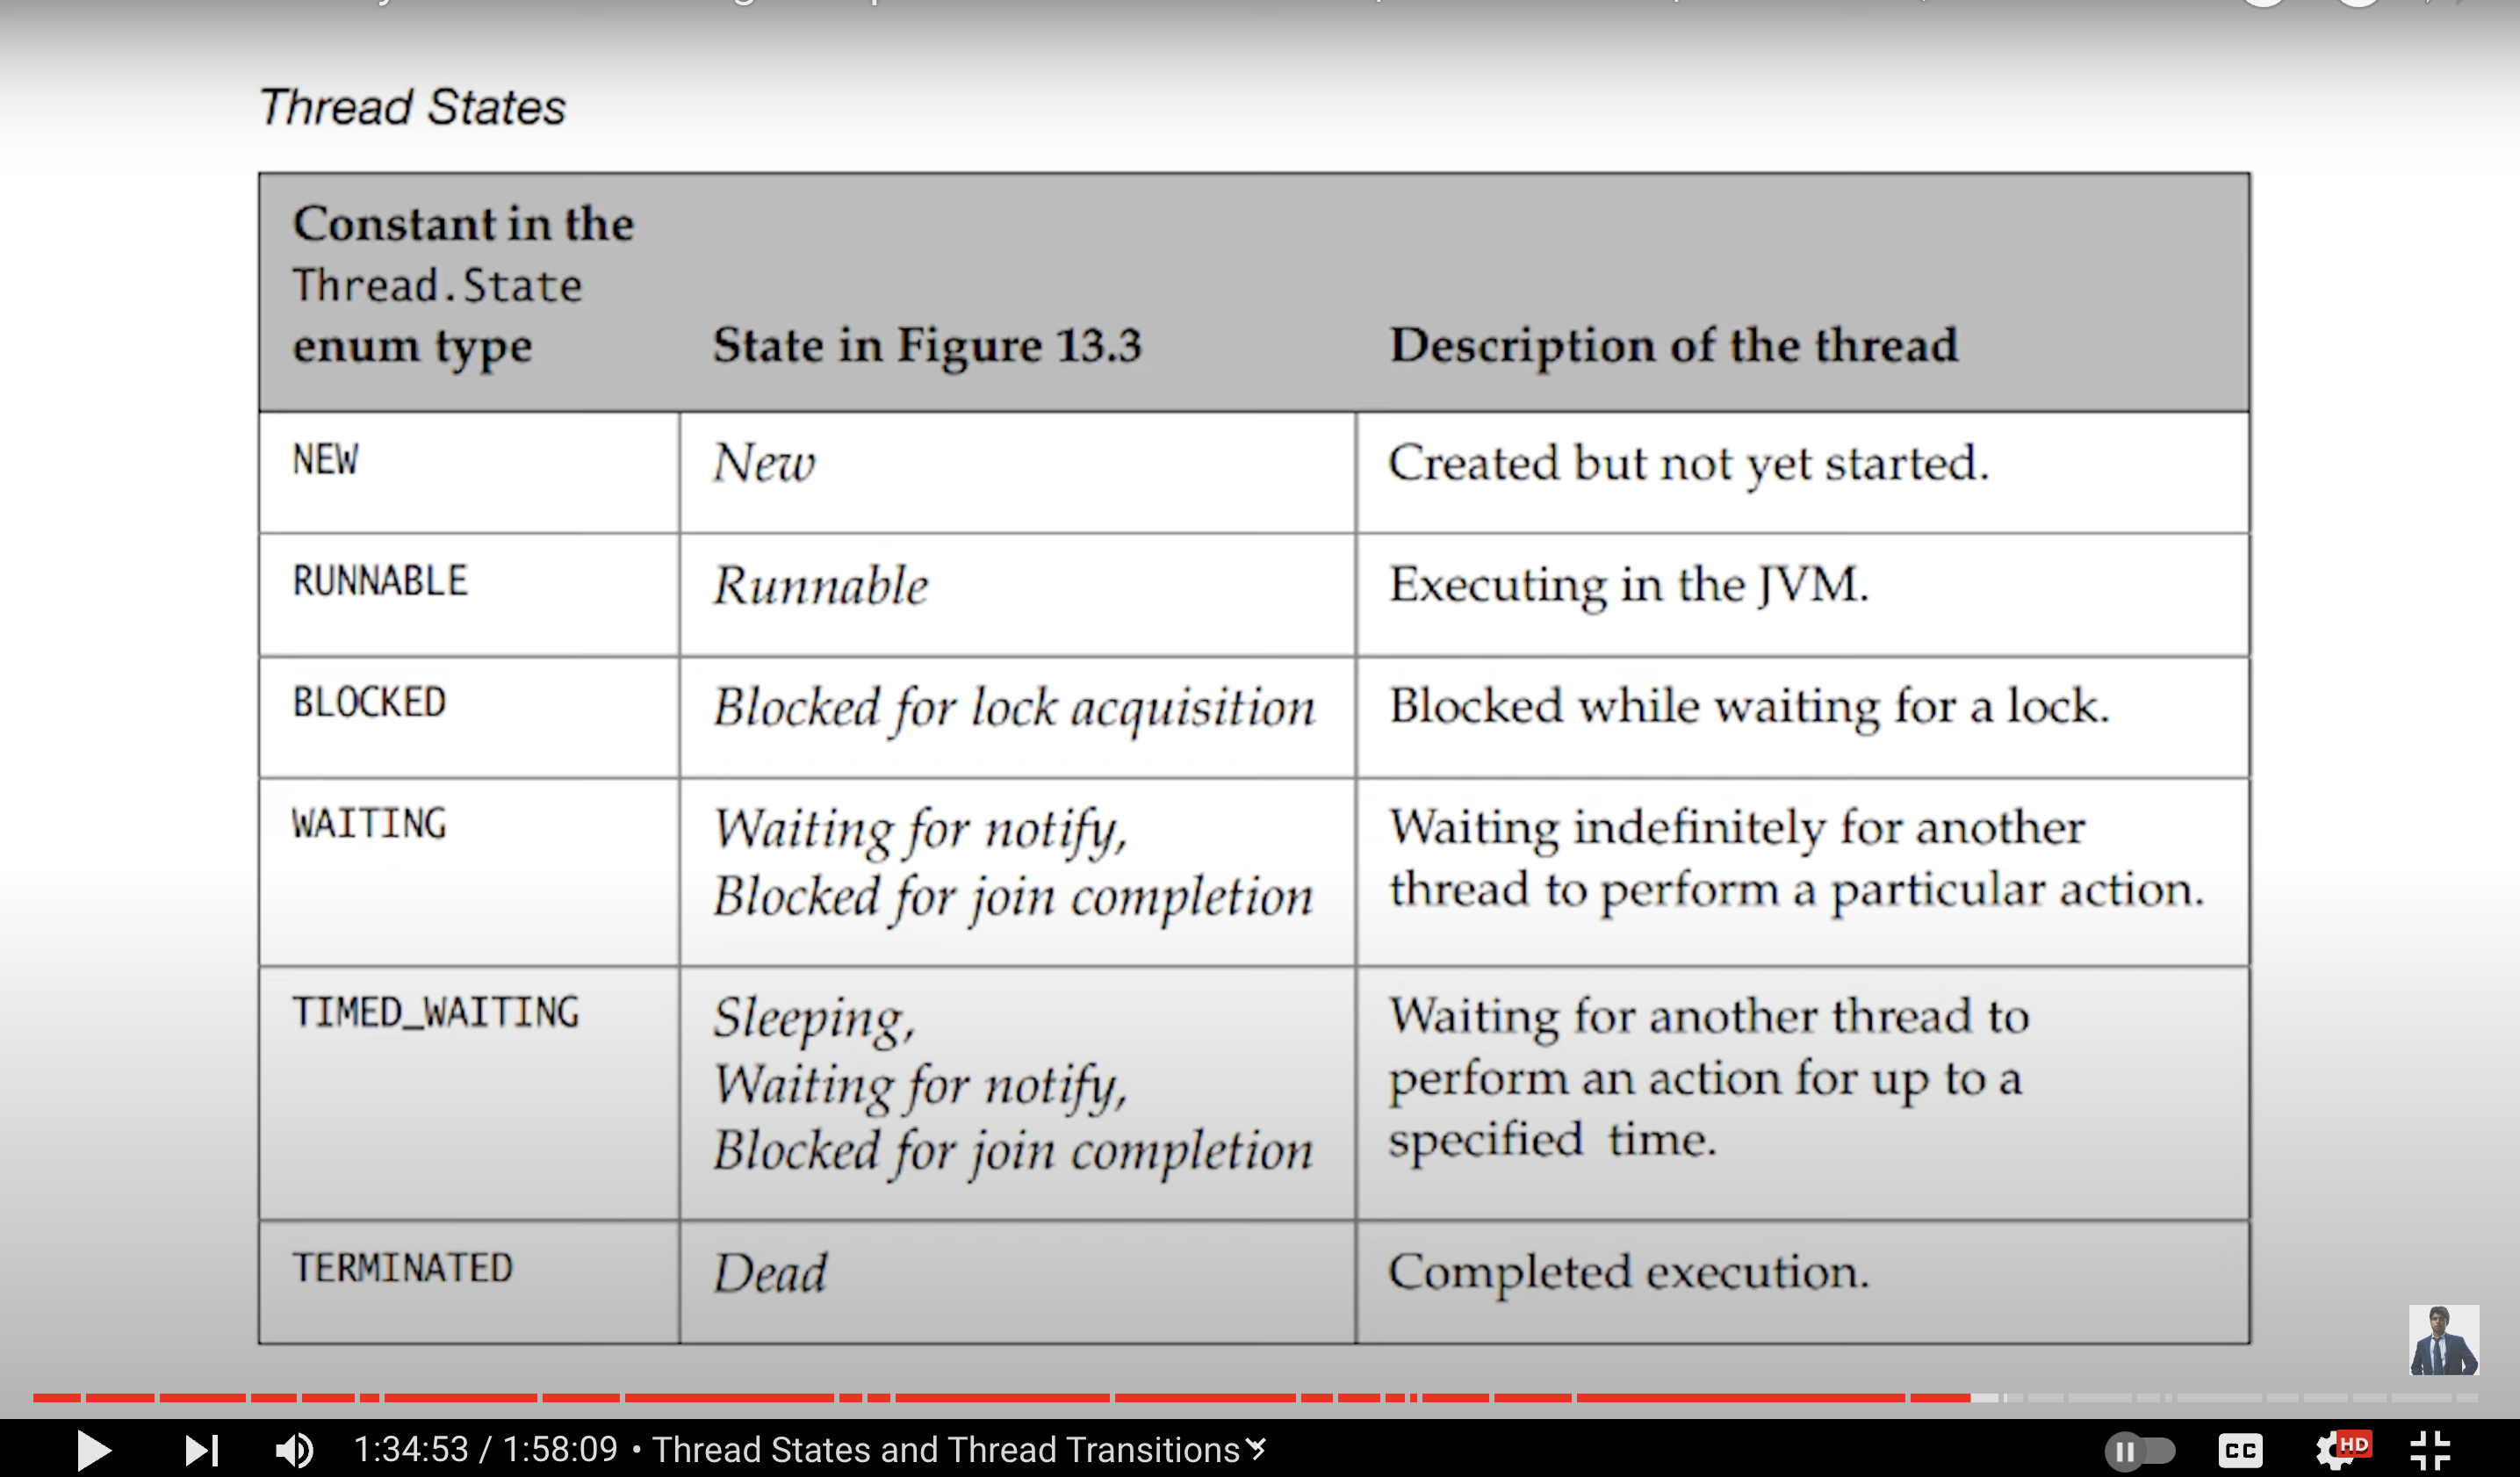 Thread States
Constant in the
Thread.State
enum type
State in Figure 13.3
Description of the thread
NEW
New
Created but not yet started.
RUNNABLE
Runnable
Executing in the JVM.
BLOCKED
Blocked for lock acquisition
Blocked while waiting for a lock.
WAITING
Waiting for notify,
Blocked for join completion
Waiting indefinitely for another
thread to perform a particular action.
TIMED_WAITING
Sleeping,
Waiting for notify,
Blocked for join completion
Waiting for another thread to
perform an action for up to a
specified time.
TERMINATED
Dead
Completed execution.
1:34:53 / 1:58:09 • Thread States and Thread Transitions
CC
HD